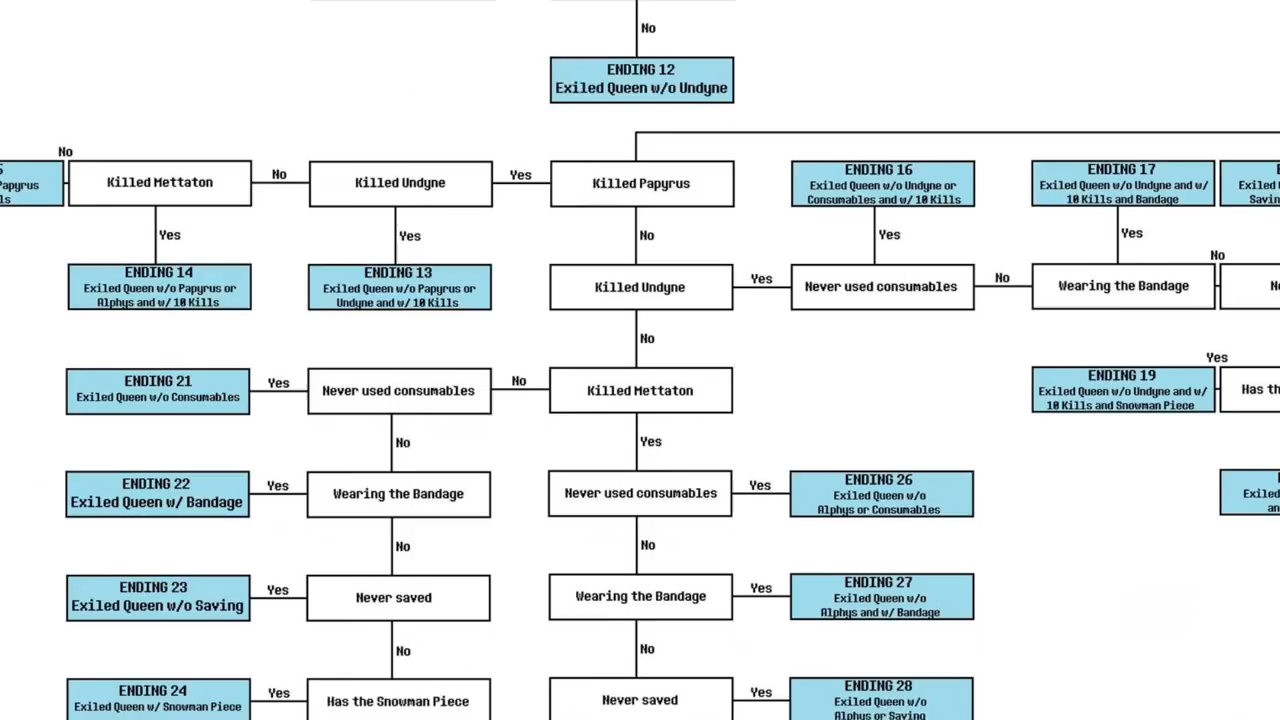 No
ENDING 12
Exiled Queen w/o Undyne
No
Papyrus
Killed Mettaton
No
Killed Undyne
Yes
Killed Papyrus
ENDING 16
Exiled Queen w/o Undyne or
Consumables and w/ 10 Kills
ENDING 17
Exiled Queen w/o Undyne and w/
10 Kills and Bandage
Yes
Yes
No
Yes
Yes
No
ENDING 14
Exiled Queen w/o Papyrus or
Alphys and w/ 10 Kills
ENDING 13
Exiled Queen w/o Papyrus or
Undyne and w/ 10 Kills
Killed Undyne
Yes
Never used consumables
No
Wearing the Bandage
No
Yes
ENDING 21
Exiled Queen w/o Consumables
Yes
Never used consumables
No
Killed Mettaton
ENDING 19
Exiled Queen w/o Undyne and w/
10 Kills and Snowman Piece
No
Yes
ENDING 22
Exiled Queen w/ Bandage
Yes
Wearing the Bandage
Never used consumables
Yes
ENDING 26
Exiled Queen w/o
Alphys or Consumables
No
No
ENDING 23
Exiled Queen w/o Saving
Yes
Never saved
Wearing the Bandage
Yes
ENDING 27
Exiled Queen w/o
Alphys and w/ Bandage
No
No
ENDING 24
Exiled Queen w/ Snowman Piece
Yes
Has the Snowman Piece
Never saved
Yes
ENDING 28
Exiled Queen w/o
Alphys or Saving